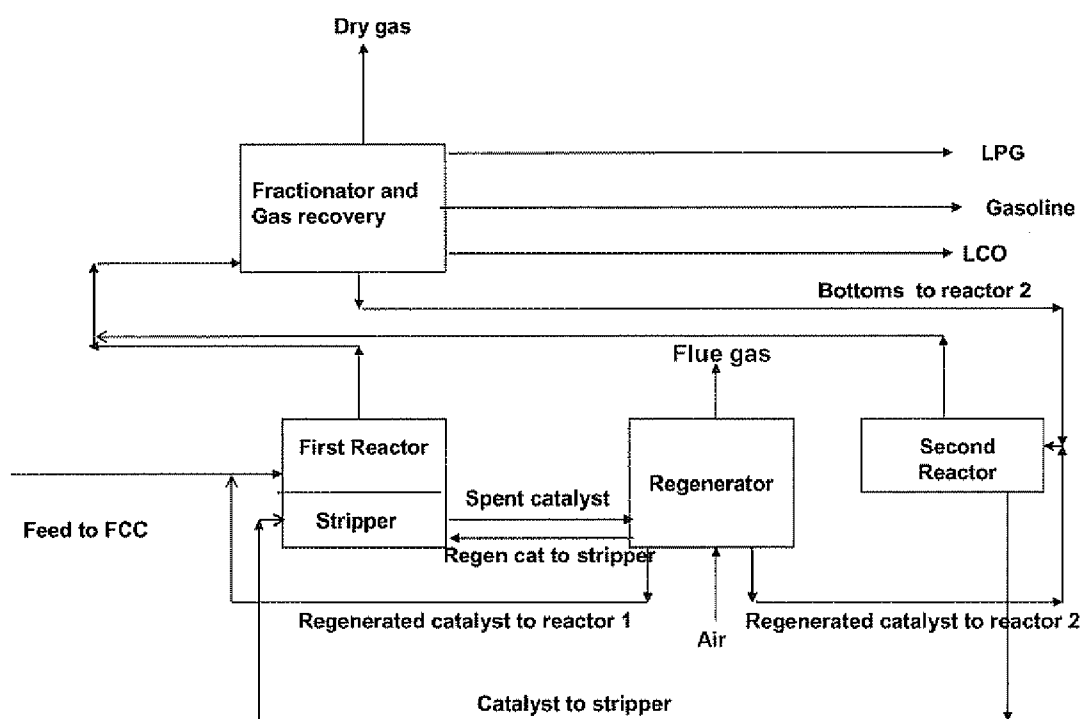 Dry gas
LPG
Fractionator and
Gas recovery
Gasoline
LCO
Bottoms to reactor 2
Flue gas
First Reactor
Second
Reactor
Regenerator
Spent catalyst
Stripper
Feed to FCC
Regen cat to stripper
Regenerated catalyst to reactor 1
Air
Regenerated catalyst to reactor 2
Catalyst to stripper